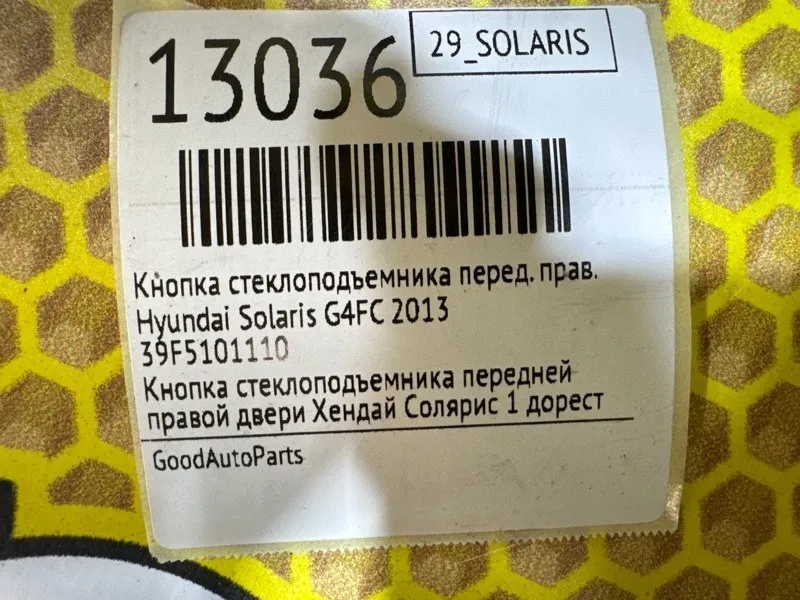 13036
29_SOLARIS
Кнопка стеклоподъемника перед. прав.
Hyundai Solaris G4FC 2013
39F5101110
Кнопка стеклоподъемника передней
правой двери Хендай Солярис 1 дорест
GoodAutoParts